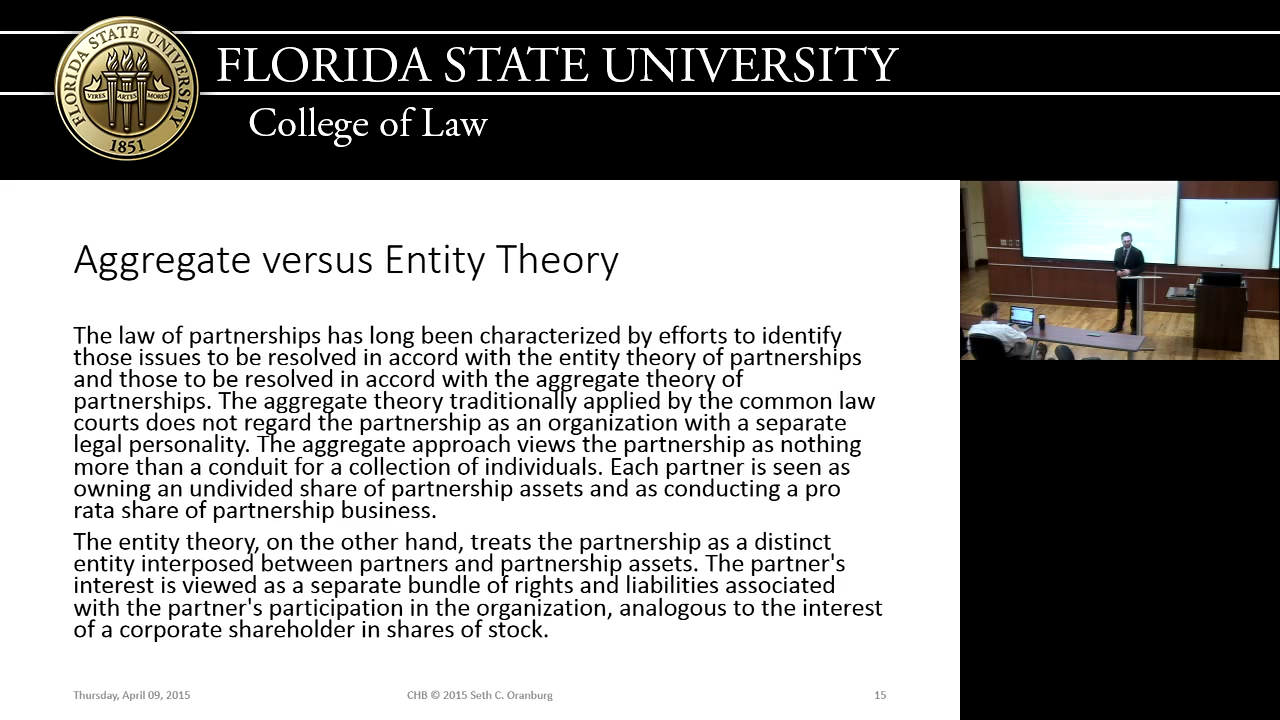 FLORIDA STATE UNIVERSITY
College of Law
FLORIDA STATE UNIVERSITY
VIRES ARTES MORES
1851
Aggregate versus Entity Theory
The law of partnerships has long been characterized by efforts to identify
those issues to be resolved in accord with the entity theory of partnerships
and those to be resolved in accord with the aggregate theory of
partnerships. The aggregate theory traditionally applied by the common law
courts does not regard the partnership as an organization with a separate
legal personality. The aggregate approach views the partnership as nothing
more than a conduit for a collection of individuals. Each partner is seen as
owning an undivided share of partnership assets and as conducting a pro
rata share of partnership business.
The entity theory, on the other hand, treats the partnership as a distinct
entity interposed between partners and partnership assets. The partner's
interest is viewed as a separate bundle of rights and liabilities associated
with the partner's participation in the organization, analogous to the interest
of a corporate shareholder in shares of stock.
Thursday, April 09, 2015
CHB © 2015 Seth C. Oranburg
15